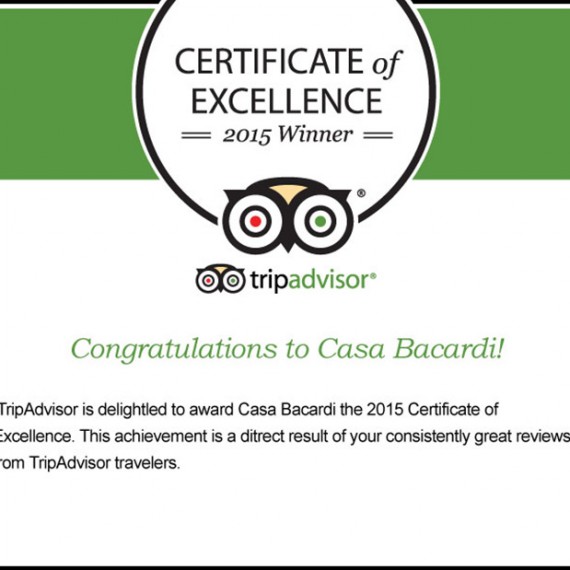 CERTIFICATE of
EXCELLENCE
2015 Winner
®
tripadvisor®
Congratulations to Casa Bacardi!
TripAdvisor is delightled to award Casa Bacardi the 2015 Certificate of
Excellence. This achievement is a ditrect result of your consistently great reviews
from TripAdvisor travelers.